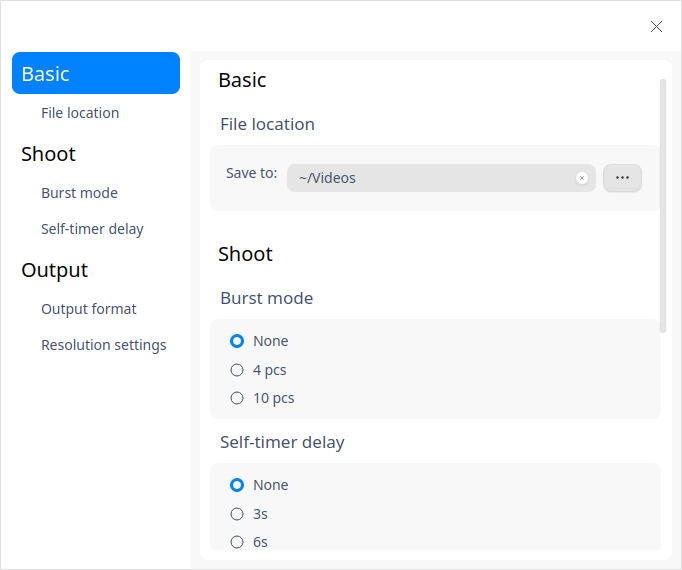 Basic
File location
Shoot
Burst mode
Self-timer delay
Output
Output format
Resolution settings
Basic
File location
Save to: ~/Videos ...
Shoot
Burst mode
None
4 pcs
10 pcs
Self-timer delay
None
3s
6s